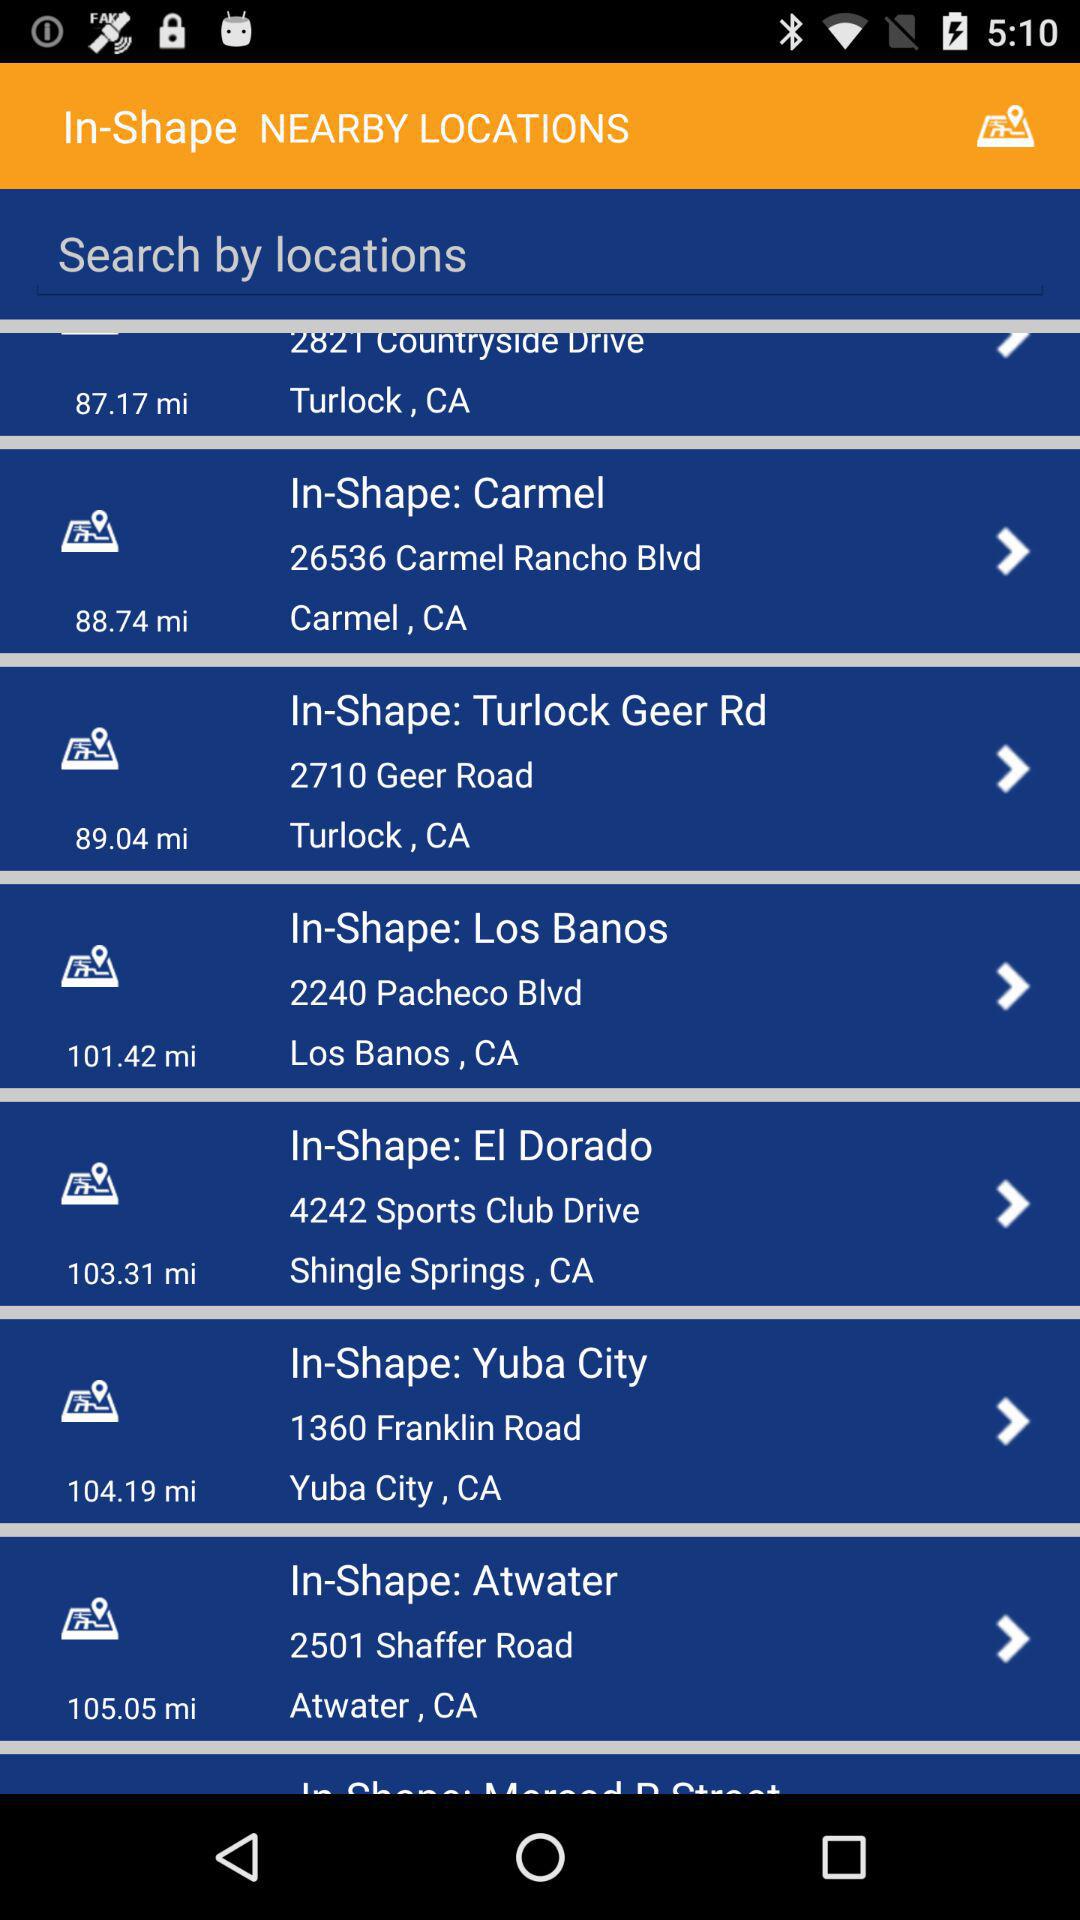 FAKE
5:10
In-Shape NEARBY LOCATIONS
Search by locations
2821 Countryside Drive
87.17 mi
Turlock , CA
In-Shape: Carmel
26536 Carmel Rancho Blvd
88.74 mi
Carmel , CA
In-Shape: Turlock Geer Rd
2710 Geer Road
89.04 mi
Turlock , CA
In-Shape: Los Banos
2240 Pacheco Blvd
101.42 mi
Los Banos , CA
In-Shape: El Dorado
4242 Sports Club Drive
103.31 mi
Shingle Springs , CA
In-Shape: Yuba City
1360 Franklin Road
104.19 mi
Yuba City , CA
In-Shape: Atwater
2501 Shaffer Road
105.05 mi
Atwater , CA
In-Shape: Merced Street